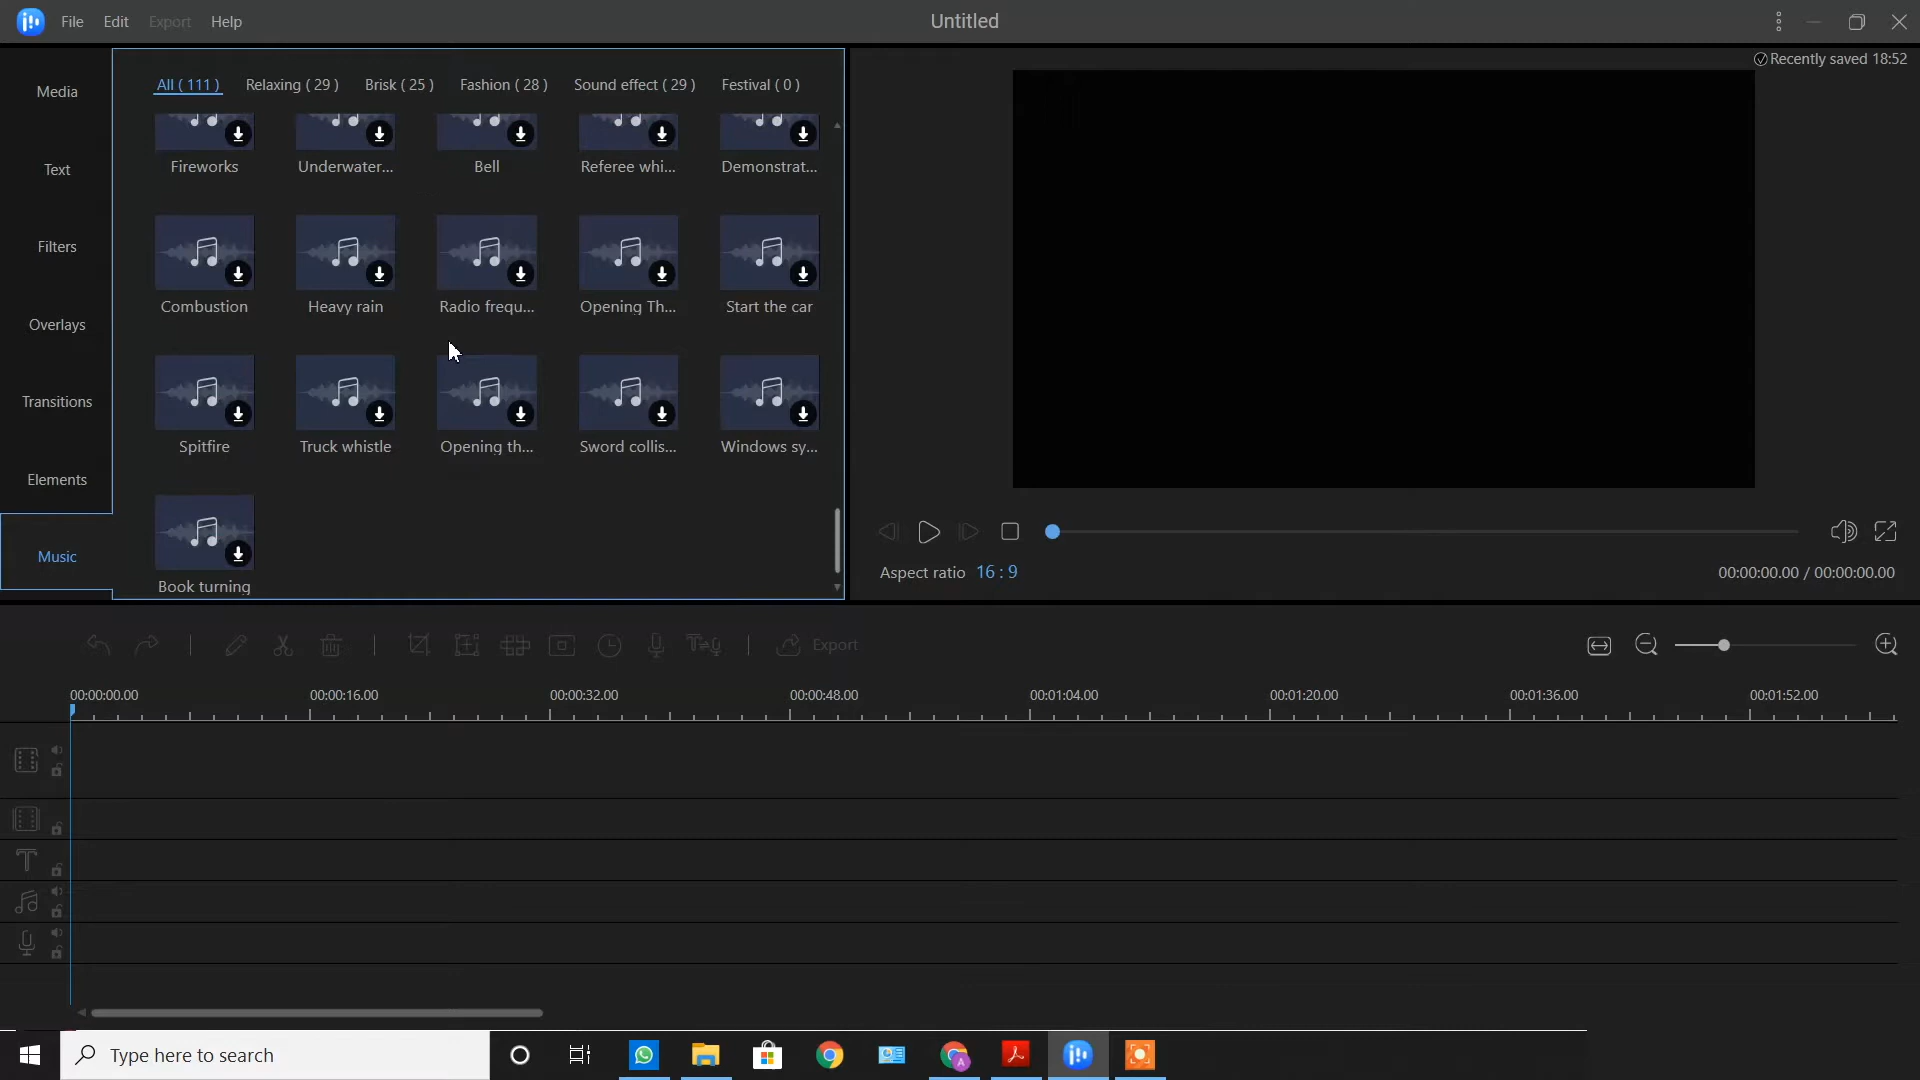 File Edit Export Help
Untitled
Recently saved 18:52
Media
Text
Filters
Overlays
Transitions
Elements
Music
All ( 111 ) Relaxing ( 29 ) Brisk ( 25 ) Fashion ( 28 ) Sound effect ( 29 ) Festival ( 0 )
Fireworks Underwater... Bell Referee whi... Demonstrat...
Combustion Heavy rain Radio frequ... Opening Th... Start the car
Spitfire Truck whistle Opening th... Sword collis... Windows sy...
Book turning
Aspect ratio 16 : 9
00:00:00.00 / 00:00:00.00
Export
00:00:00.00 00:00:16.00 00:00:32.00 00:00:48.00 00:01:04.00 00:01:20.00 00:01:36.00 00:01:52.00
Type here to search